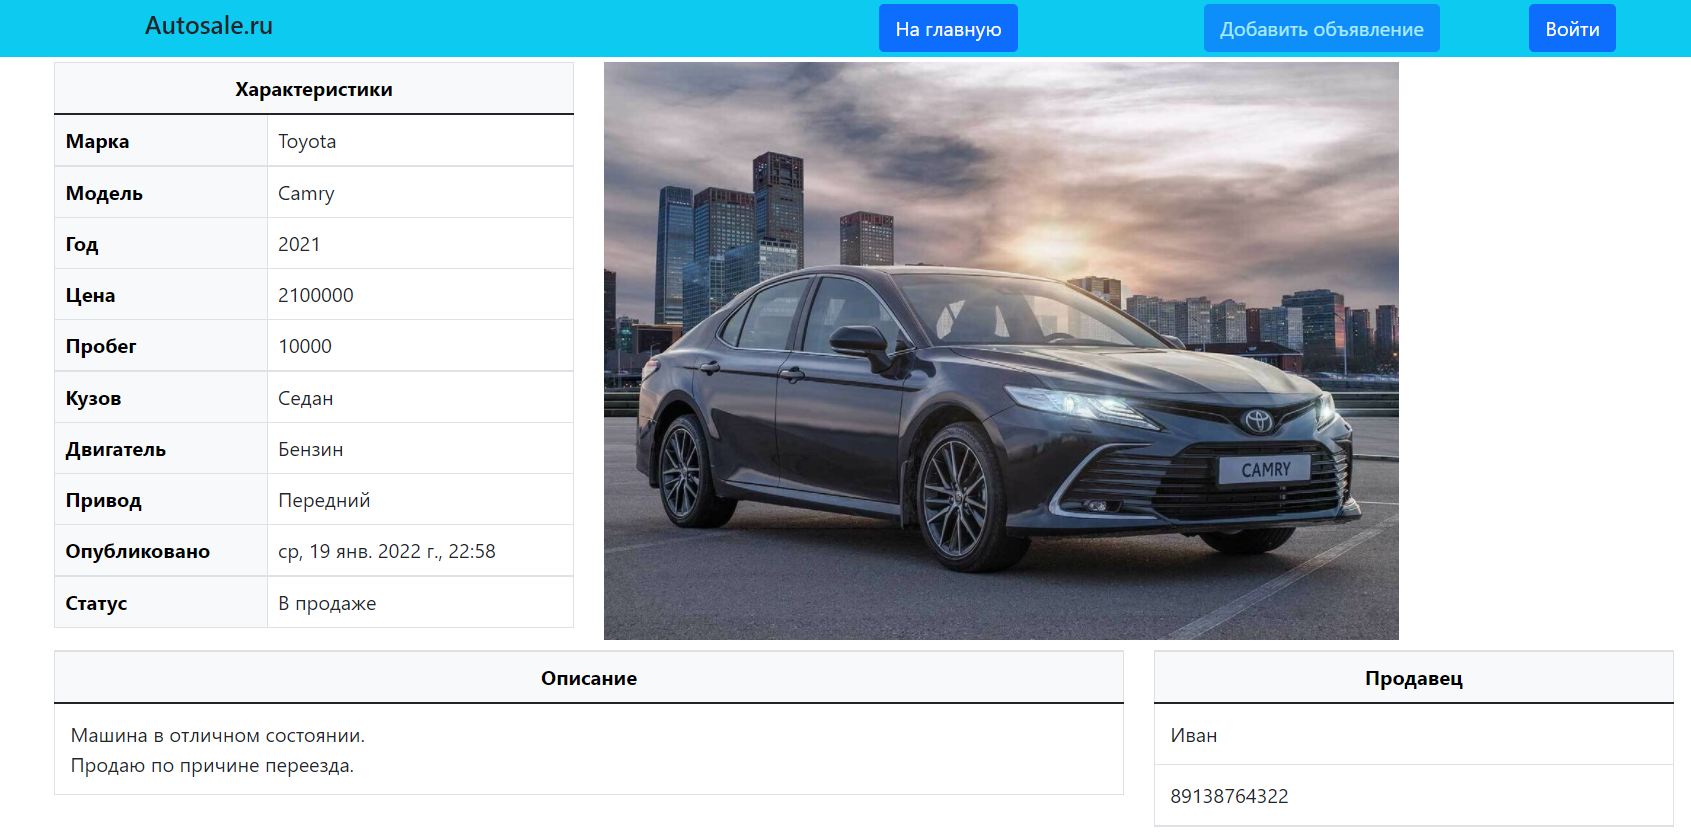 Autosale.ru
На главную
Добавить объявление
Войти
Характеристики
Марка Toyota
Модель Camry
Год 2021
Цена 2100000
Пробег 10000
Кузов Седан
Двигатель Бензин
Привод Передний
Опубликовано ср, 19 янв. 2022 г., 22:58
Статус В продаже
CAMRY
Описание
Машина в отличном состоянии.
Продаю по причине переезда.
Продавец
Иван
89138764322